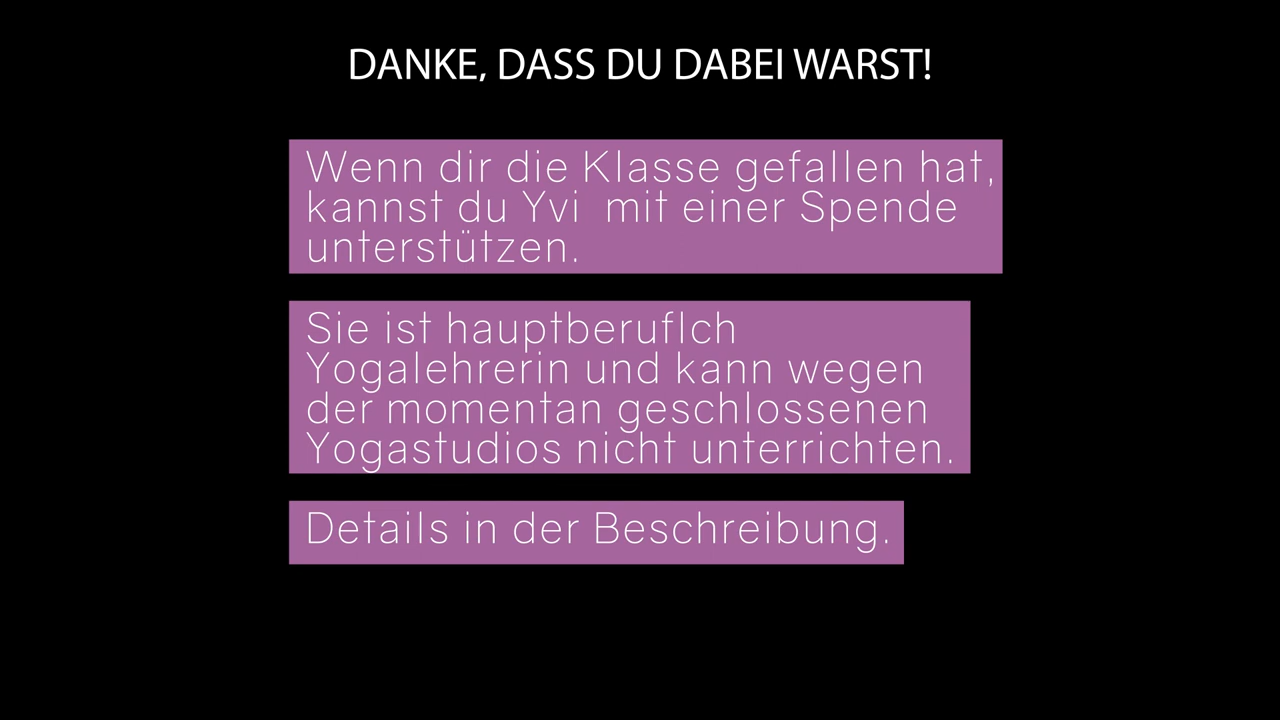 DANKE, DASS DU DABEI WARST!
Wenn dir die Klasse gefallen hat,
kannst du Yvi  mit einer Spende
unterstützen.
Sie ist hauptberuflch
Yogalehrerin und kann wegen
der momentan geschlossenen
Yogastudios nicht unterrichten.
Details in der Beschreibung.